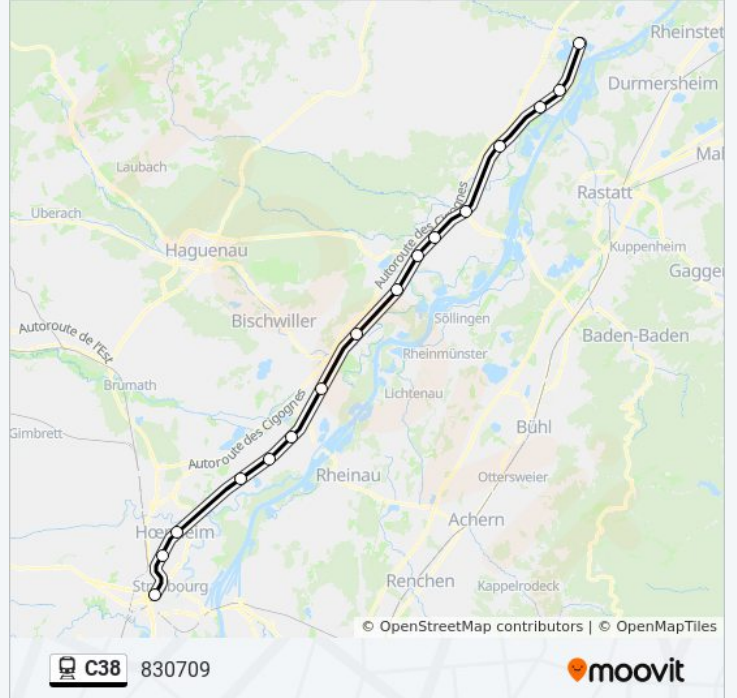 Rheinstet
Durmersheim
Mal
Laubach
Rastatt
Überach
Kuppenheim
Haguenau
Autoroute des Cigognes
Gaggen
Söllingen
Bischwiller
Autoroute de l'Est
Baden-Baden
Rheinmünster
Brumath
Lichtenau
Autoroute des Cigognes
Gimbrett
Bühl
Rheinau
Ottersweier
Achern
Hœnheim
Renchen
Kappelrodeck
Strasbourg
© OpenStreetMap contributors | © OpenMapTiles
C38 830709
moovit